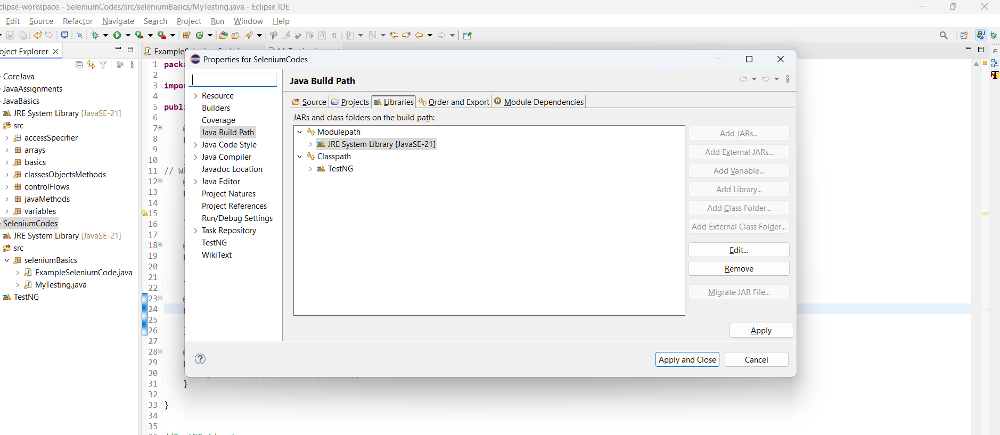 clipse-workspace - SeleniumCodes/src/seleniumBasics/MyTesting.java - Eclipse IDE
Edit Source Refactor Navigate Search Project Run Window Help
oject Explorer
CoreJava
JavaAssignments
JavaBasics
JRE System Library [JavaSE-21]
src
accessSpecifier
arrays
basics
classesObjectsMethods
controlFlows
javaMethods
variables
SeleniumCodes
JRE System Library [JavaSE-21]
src
seleniumBasics
ExampleSeleniumCode.java
MyTesting.java
TestNG
1 pack
2
3 impor
4
5 publi
6
7
8
9
10
11 // W
12
13
14
15
16
17
18
19
20
21
22
23
24
25
26
27
28
29
30
31 }
32
33 }
34
35
Properties for SeleniumCodes
Resource
Builders
Coverage
Java Build Path
Java Code Style
Java Compiler
Javadoc Location
Java Editor
Project Natures
Project References
Run/Debug Settings
Task Repository
TestNG
WikiText
Java Build Path
Source Projects Libraries Order and Export Module Dependencies
JARs and class folders on the build path:
Modulepath
JRE System Library [JavaSE-21]
Classpath
TestNG
Add JARs...
Add External JARs...
Add Variable...
Add Library...
Add Class Folder...
Add External Class Folder...
Edit...
Remove
Migrate JAR File...
Apply
Apply and Close
Cancel